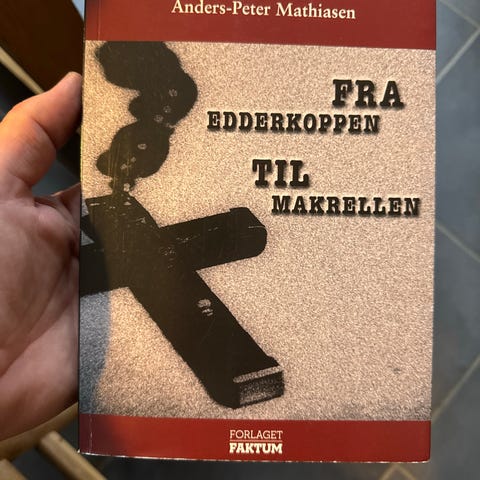 Anders-Peter Mathiasen
FRA
EDDERKOPPEN
TIL
MAKRELLEN
FORLAGET
FAKTUM